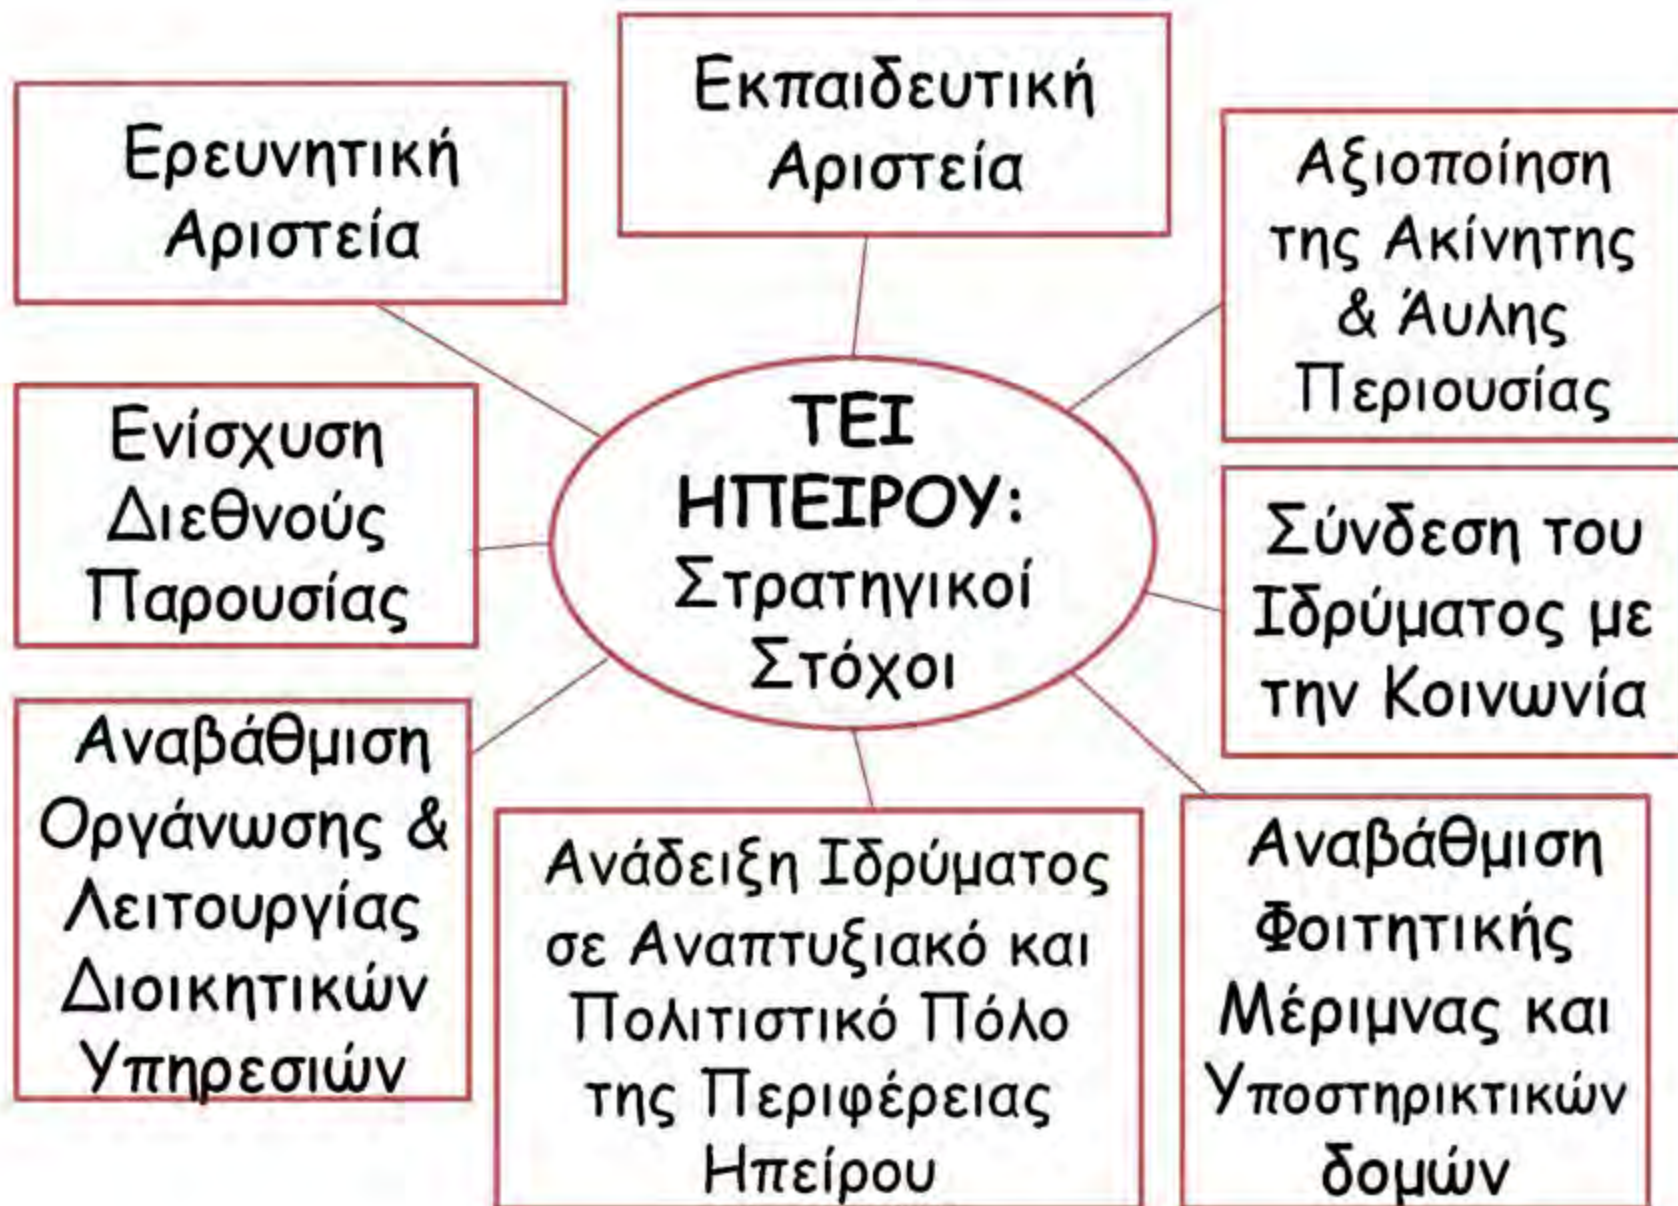 Εκπαιδευτική
Αριστεία
Ερευνητική
Αριστεία
Αξιοποίηση
της Ακίνητης
& Άυλης
Περιουσίας
Ενίσχυση
Διεθνούς
Παρουσίας
ΤΕΙ
ΗΠΕΙΡΟΥ:
Στρατηγικοί
Στόχοι
Σύνδεση του
Ιδρύματος με
την Κοινωνία
Αναβάθμιση
Οργάνωσης &
Λειτουργίας
Διοικητικών
Υπηρεσιών
Ανάδειξη Ιδρύματος
σε Αναπτυξιακό και
Πολιτιστικό Πόλο
της Περιφέρειας
Ηπείρου
Αναβάθμιση
Φοιτητικής
Μέριμνας και
Υποστηρικτικών
δομών